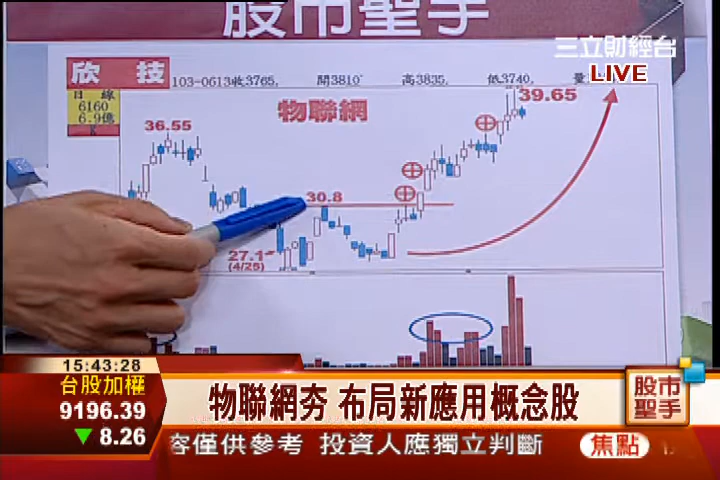 股市聖手
三立財經台
LIVE
欣技
103-0613收3765, 開3810 高3835, 低3740, 量
日線
6160
6.9億
K
物聯網
39.65
36.55
30.8
27.1
(4/25)
15:43:28
台股加權
9196.39
▼ 8.26
物聯網夯 布局新應用概念股
股市
聖手
客僅供參考 投資人應獨立判斷
焦點